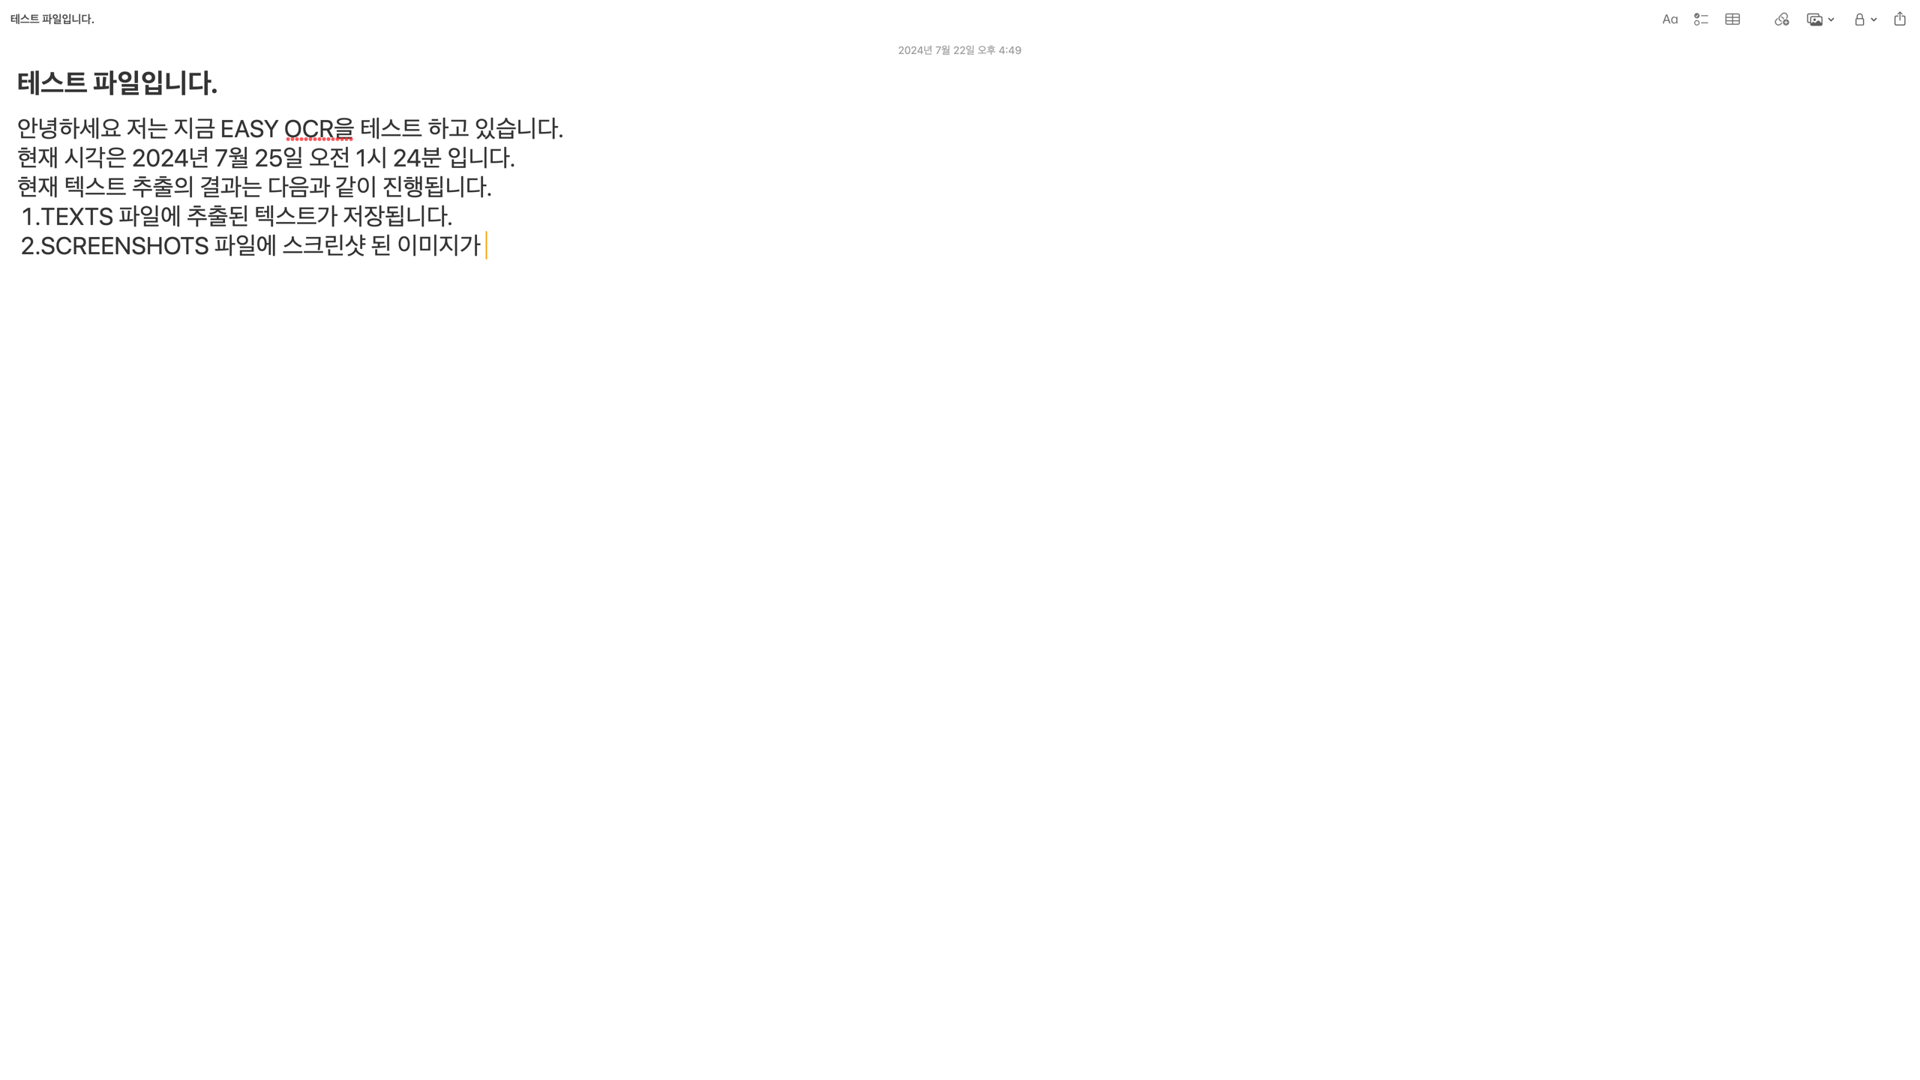 테스트 파일입니다.
Aa
2024년 7월 22일 오후 4:49
테스트 파일입니다.
안녕하세요 저는 지금 EASY OCR을 테스트 하고 있습니다.
현재 시각은 2024년 7월 25일 오전 1시 24분 입니다.
현재 텍스트 추출의 결과는 다음과 같이 진행됩니다.
1.TEXTS 파일에 추출된 텍스트가 저장됩니다.
2.SCREENSHOTS 파일에 스크린샷 된 이미지가